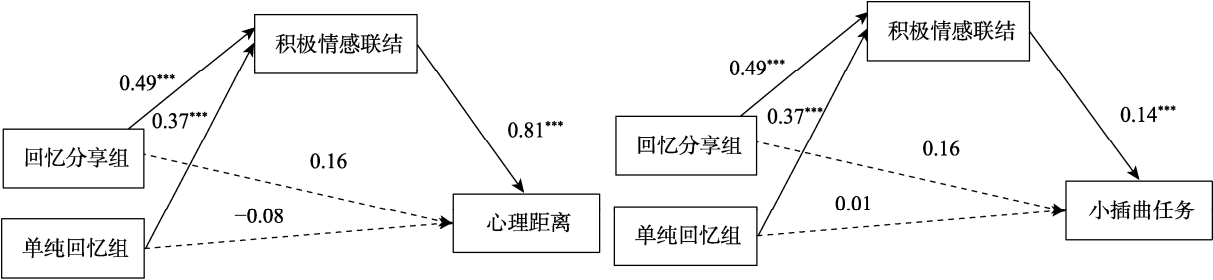 积极情感联结
0.49***
0.37***
0.81***
回忆分享组
0.16
−0.08
单纯回忆组
心理距离
积极情感联结
0.49***
0.37***
0.14***
回忆分享组
0.16
0.01
单纯回忆组
小插曲任务